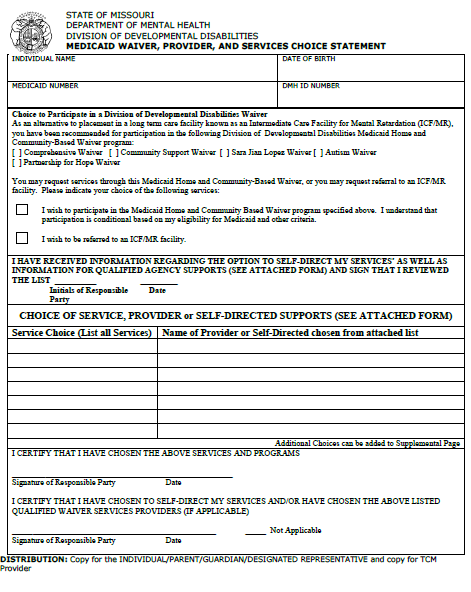 STATE OF MISSOURI
DEPARTMENT OF MENTAL HEALTH
DIVISION OF DEVELOPMENTAL DISABILITIES
MEDICAID WAIVER, PROVIDER, AND SERVICES CHOICE STATEMENT
INDIVIDUAL NAME DATE OF BIRTH
MEDICAID NUMBER DMH ID NUMBER
Choice to Participate in a Division of Developmental Disabilities Waiver
As an alternative to placement in a long term care facility known as an Intermediate Care Facility for Mental Retardation (ICF/MR),
you have been recommended for participation in the following Division of Developmental Disabilities Medicaid Home and
Community-Based Waiver program:
[ ] Comprehensive Waiver [ ] Community Support Waiver [ ] Sara Jian Lopez Waiver [ ] Autism Waiver
[ ] Partnership for Hope Waiver
You may request services through this Medicaid Home and Community-Based Waiver, or you may request referral to an ICF/MR
facility. Please indicate your choice of the following services:
I wish to participate in the Medicaid Home and Community Based Waiver program specified above. I understand that
participation is conditional based on my eligibility for Medicaid and other criteria.
I wish to be referred to an ICF/MR facility.
I HAVE RECEIVED INFORMATION REGARDING THE OPTION TO SELF-DIRECT MY SERVICES' AS WELL AS
INFORMATION FOR QUALIFIED AGENCY SUPPORTS (SEE ATTACHED FORM) AND SIGN THAT I REVIEWED
THE LIST ________ ______
Initials of Responsible Date
Party
CHOICE OF SERVICE, PROVIDER or SELF-DIRECTED SUPPORTS (SEE ATTACHED FORM)
Service Choice (List all Services) Name of Provider or Self-Directed chosen from attached list
Additional Choices can be added to Supplemental Page
I CERTIFY THAT I HAVE CHOSEN THE ABOVE SERVICES AND PROGRAMS
Signature of Responsible Party Date
I CERTIFY THAT I HAVE CHOSEN TO SELF-DIRECT MY SERVICES AND/OR HAVE CHOSEN THE ABOVE LISTED
QUALIFIED WAIVER SERVICES PROVIDERS (IF APPLICABLE)
____ Not Applicable
Signature of Responsible Party Date
DISTRIBUTION: Copy for the INDIVIDUAL/PARENT/GUARDIAN/DESIGNATED REPRESENTATIVE and copy for TCM
Provider